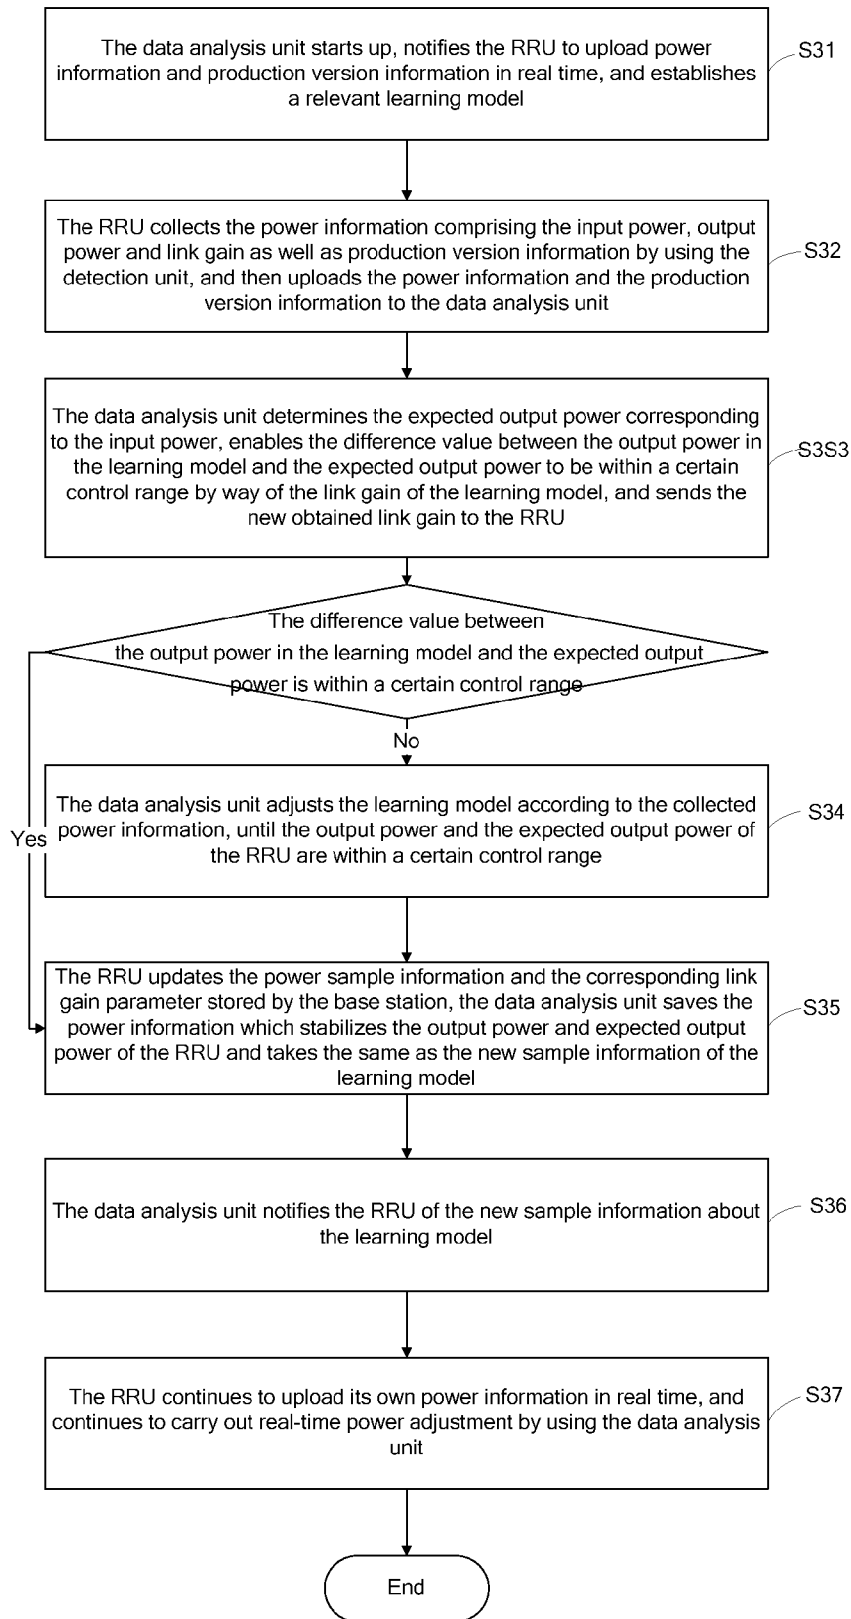 The data analysis unit starts up, notifies the RRU to upload power
information and production version information in real time, and establishes
a relevant learning model
S31
The RRU collects the power information comprising the input power, output
power and link gain as well as production version information by using the
detection unit, and then uploads the power information and the production
version information to the data analysis unit
S32
The data analysis unit determines the expected output power corresponding
to the input power, enables the difference value between the output power in
the learning model and the expected output power to be within a certain
control range by way of the link gain of the learning model, and sends the
new obtained link gain to the RRU
S3S3
The difference value between
the output power in the learning model and the expected output
power is within a certain control range
No
Yes
The data analysis unit adjusts the learning model according to the collected
power information, until the output power and the expected output power of
the RRU are within a certain control range
S34
The RRU updates the power sample information and the corresponding link
gain parameter stored by the base station, the data analysis unit saves the
power information which stabilizes the output power and expected output
power of the RRU and takes the same as the new sample information of the
learning model
S35
The data analysis unit notifies the RRU of the new sample information about
the learning model
S36
The RRU continues to upload its own power information in real time, and
continues to carry out real-time power adjustment by using the data analysis
unit
S37
End